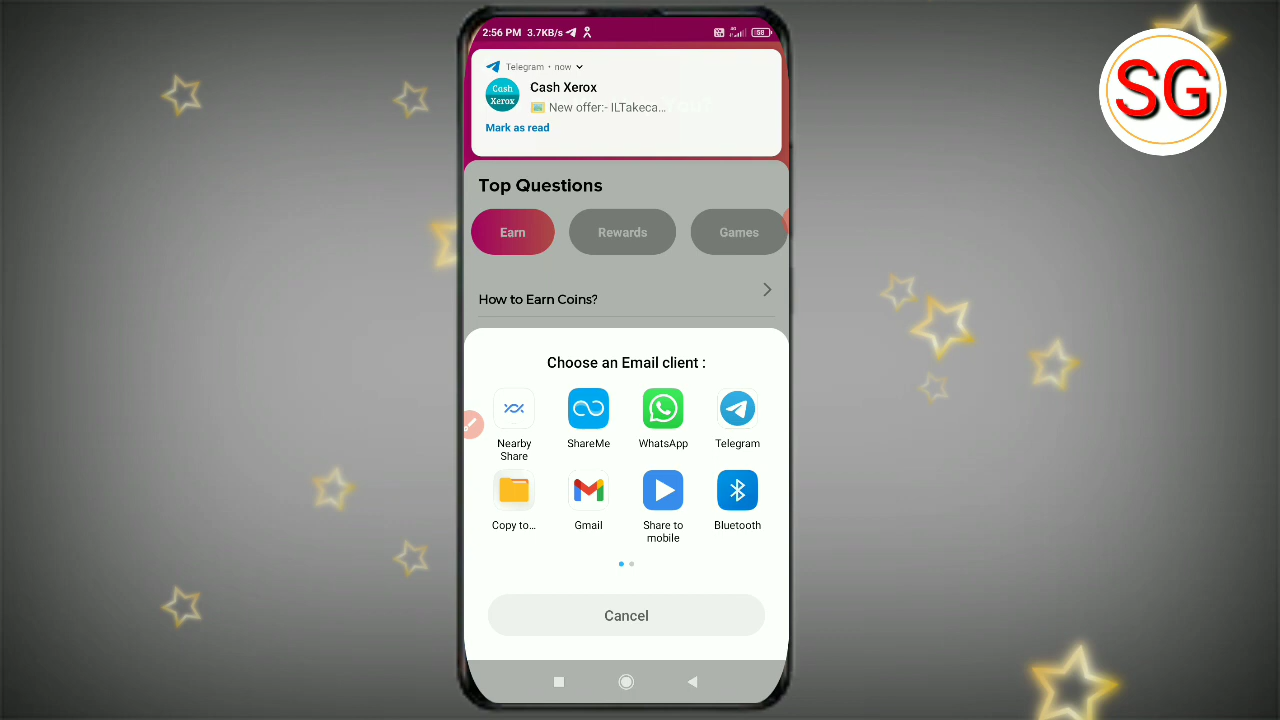 2:56 PM 3.7KB/s 4G 58
Telegram • now
Cash Xerox
Cash Xerox
New offer:- ILTakeca...
Mark as read
Top Questions
Earn
Rewards
Games
How to Earn Coins?
Choose an Email client :
Nearby Share
ShareMe
WhatsApp
Telegram
Copy to...
Gmail
Share to mobile
Bluetooth
Cancel
SG